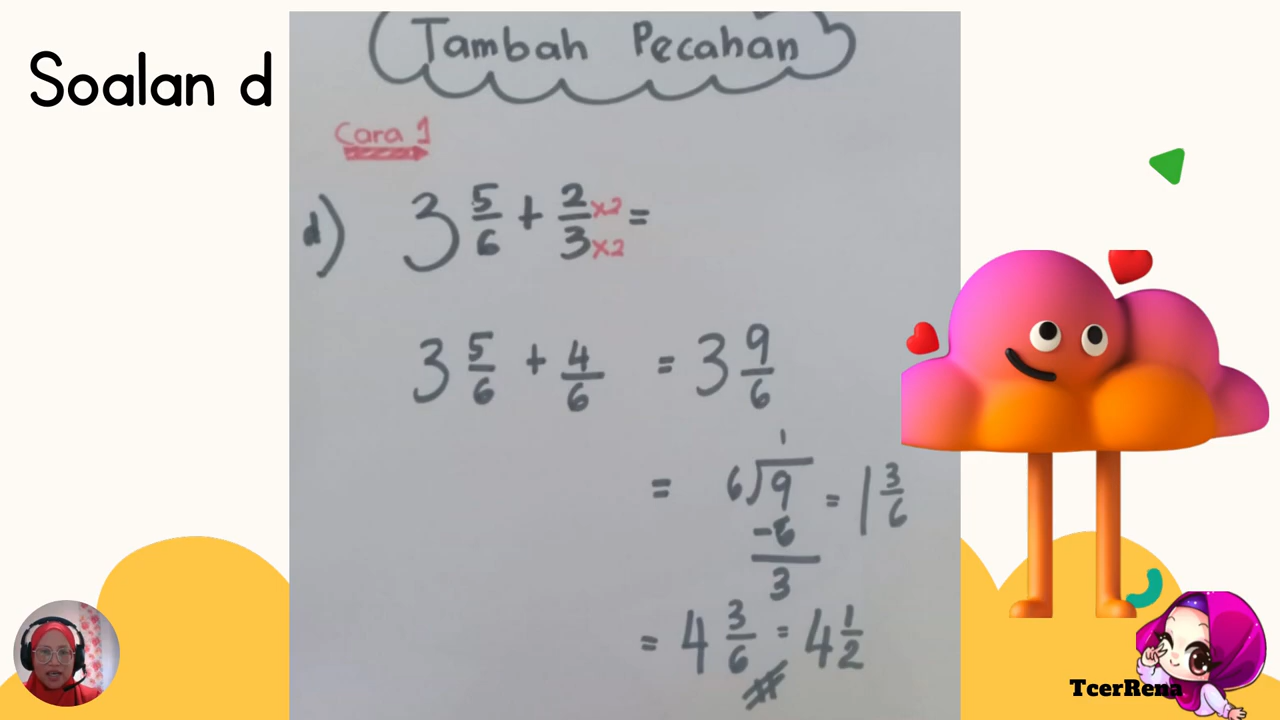 Soalan d
Tambah Pecahan
Cara 1
d) 3 5/6 + 2/3 ×2/×2 =
3 5/6 + 4/6 = 3 9/6
1
= 6)9 = 1 3/6
-6
3
= 4 3/6 = 4 1/2
TcerRena